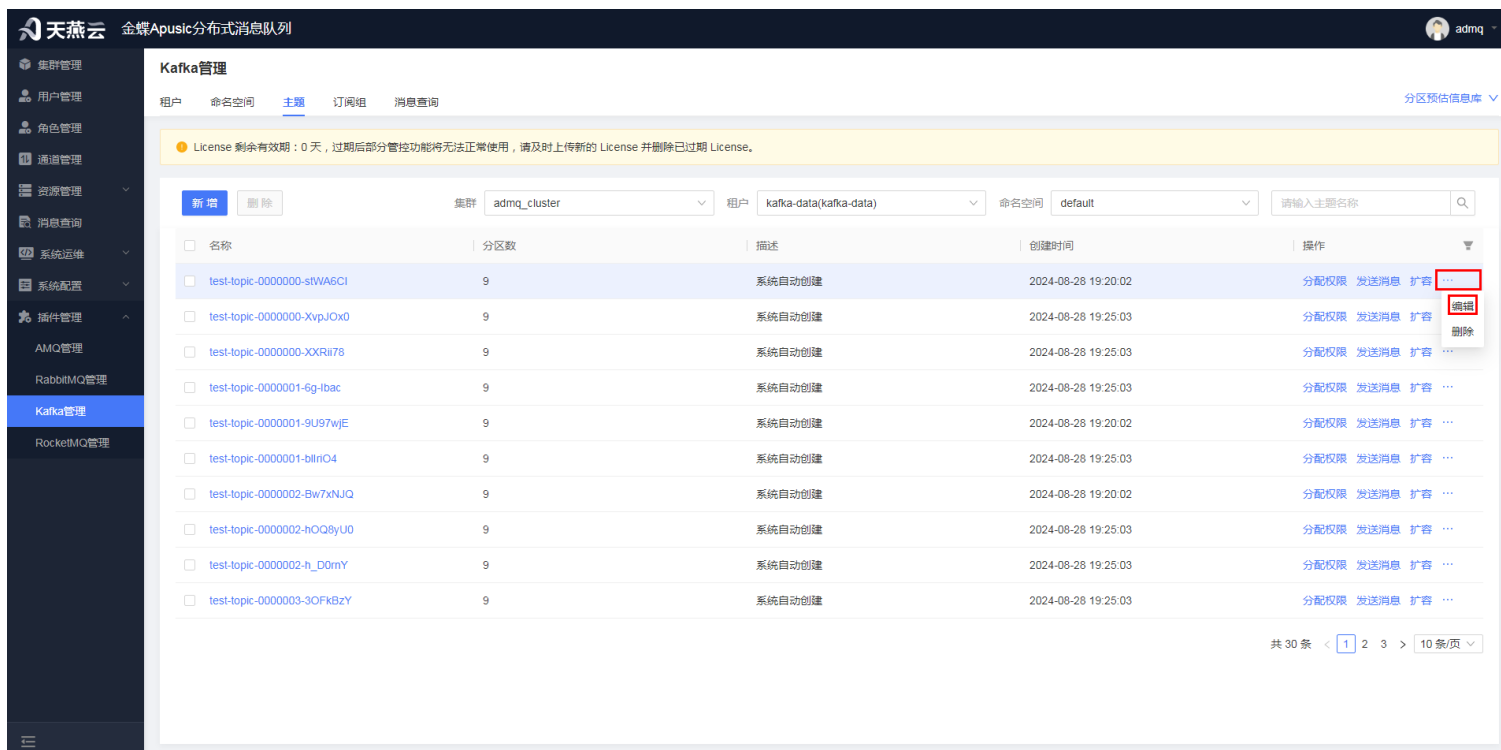 天燕云 金蝶Apusic分布式消息队列 admq
集群管理
用户管理
角色管理
通道管理
资源管理
消息查询
系统运维
系统配置
插件管理
AMQ管理
RabbitMQ管理
Kafka管理
RocketMQ管理
Kafka管理
租户 命名空间 主题 订阅组 消息查询 分区预估信息库
License 剩余有效期：0 天，过期后部分管控功能将无法正常使用，请及时上传新的 License 并删除已过期 License。
新 增 删 除 集群 admq_cluster 租户 kafka-data(kafka-data) 命名空间 default 请输入主题名称
名称 分区数 描述 创建时间 操作
test-topic-0000000-stWA6CI 9 系统自动创建 2024-08-28 19:20:02 分配权限 发送消息 扩容 ···
编辑
test-topic-0000000-XvpJOx0 9 系统自动创建 2024-08-28 19:25:03 分配权限 发送消息 扩容
删除
test-topic-0000000-XXRii78 9 系统自动创建 2024-08-28 19:25:03 分配权限 发送消息 扩容 ···
test-topic-0000001-6g-Ibac 9 系统自动创建 2024-08-28 19:25:03 分配权限 发送消息 扩容 ···
test-topic-0000001-9U97wjE 9 系统自动创建 2024-08-28 19:20:02 分配权限 发送消息 扩容 ···
test-topic-0000001-blIriO4 9 系统自动创建 2024-08-28 19:25:03 分配权限 发送消息 扩容 ···
test-topic-0000002-Bw7xNJQ 9 系统自动创建 2024-08-28 19:20:02 分配权限 发送消息 扩容 ···
test-topic-0000002-hOQ8yU0 9 系统自动创建 2024-08-28 19:25:03 分配权限 发送消息 扩容 ···
test-topic-0000002-h_D0rnY 9 系统自动创建 2024-08-28 19:25:03 分配权限 发送消息 扩容 ···
test-topic-0000003-3OFkBzY 9 系统自动创建 2024-08-28 19:25:03 分配权限 发送消息 扩容 ···
共 30 条 < 1 2 3 > 10 条/页